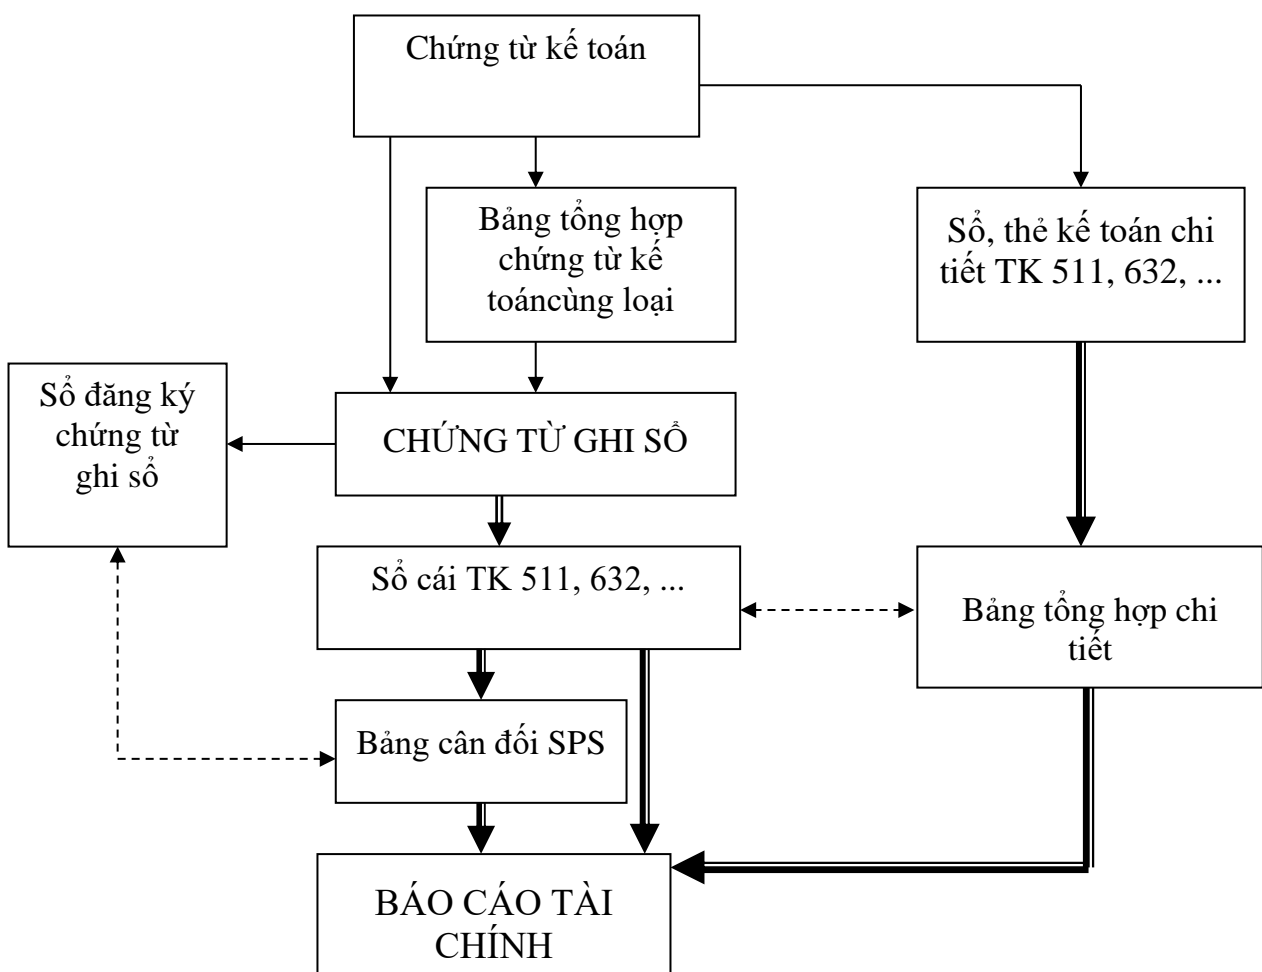 Chứng từ kế toán
Bảng tổng hợp
chứng từ kế
toáncùng loại
Sổ, thẻ kế toán chi
tiết TK 511, 632, ...
Sổ đăng ký
chứng từ
ghi sổ
CHỨNG TỪ GHI SỔ
Sổ cái TK 511, 632, ...
Bảng tổng hợp chi
tiết
Bảng cân đối SPS
BÁO CÁO TÀI
CHÍNH